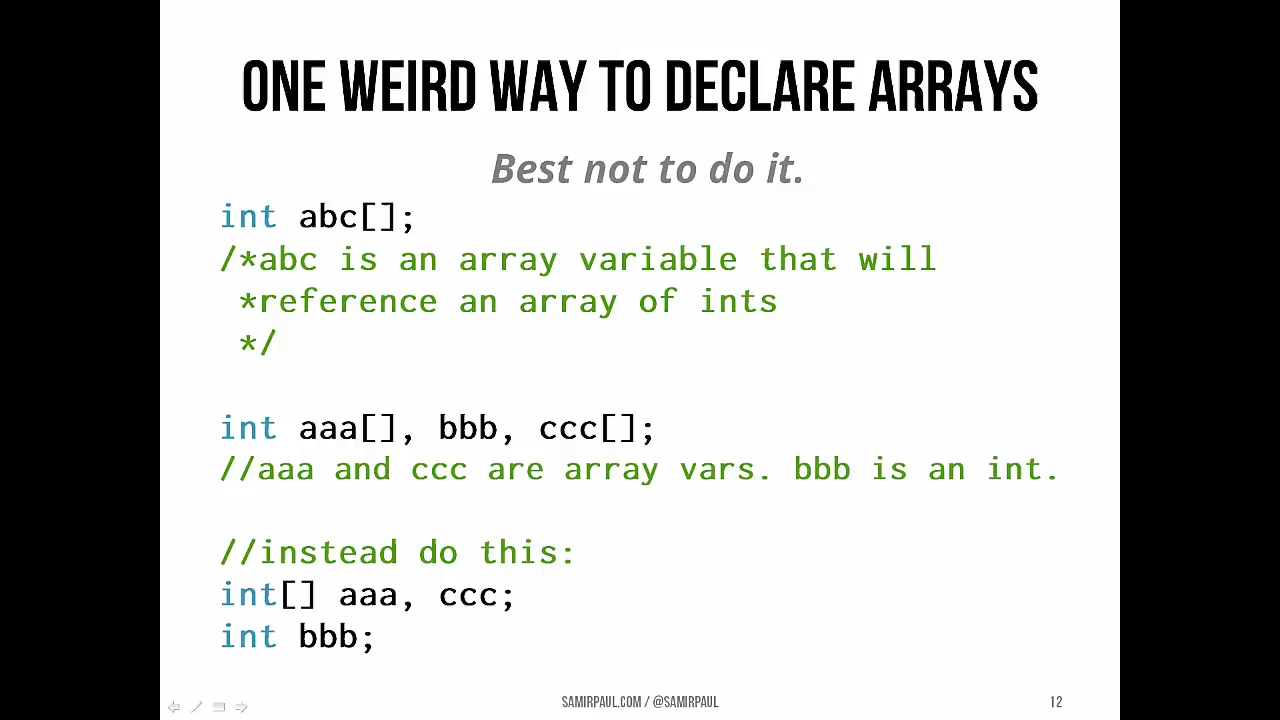 ONE WEIRD WAY TO DECLARE ARRAYS
Best not to do it.
int abc[];
/*abc is an array variable that will
 *reference an array of ints
 */
int aaa[], bbb, ccc[];
//aaa and ccc are array vars. bbb is an int.
//instead do this:
int[] aaa, ccc;
int bbb;
SAMIRPAUL.COM / @SAMIRPAUL
12